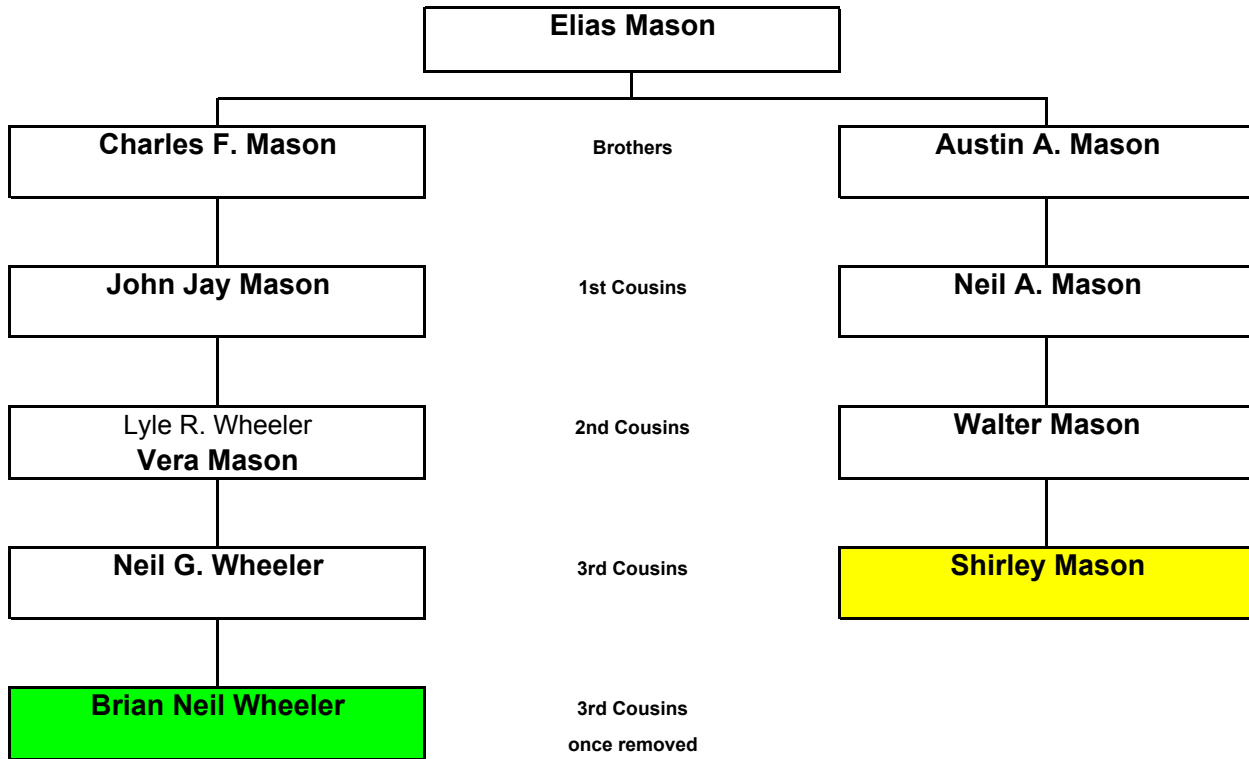 Elias Mason
Charles F. Mason
Brothers
Austin A. Mason
John Jay Mason
1st Cousins
Neil A. Mason
Lyle R. Wheeler
Vera Mason
2nd Cousins
Walter Mason
Neil G. Wheeler
3rd Cousins
Shirley Mason
Brian Neil Wheeler
3rd Cousins
once removed